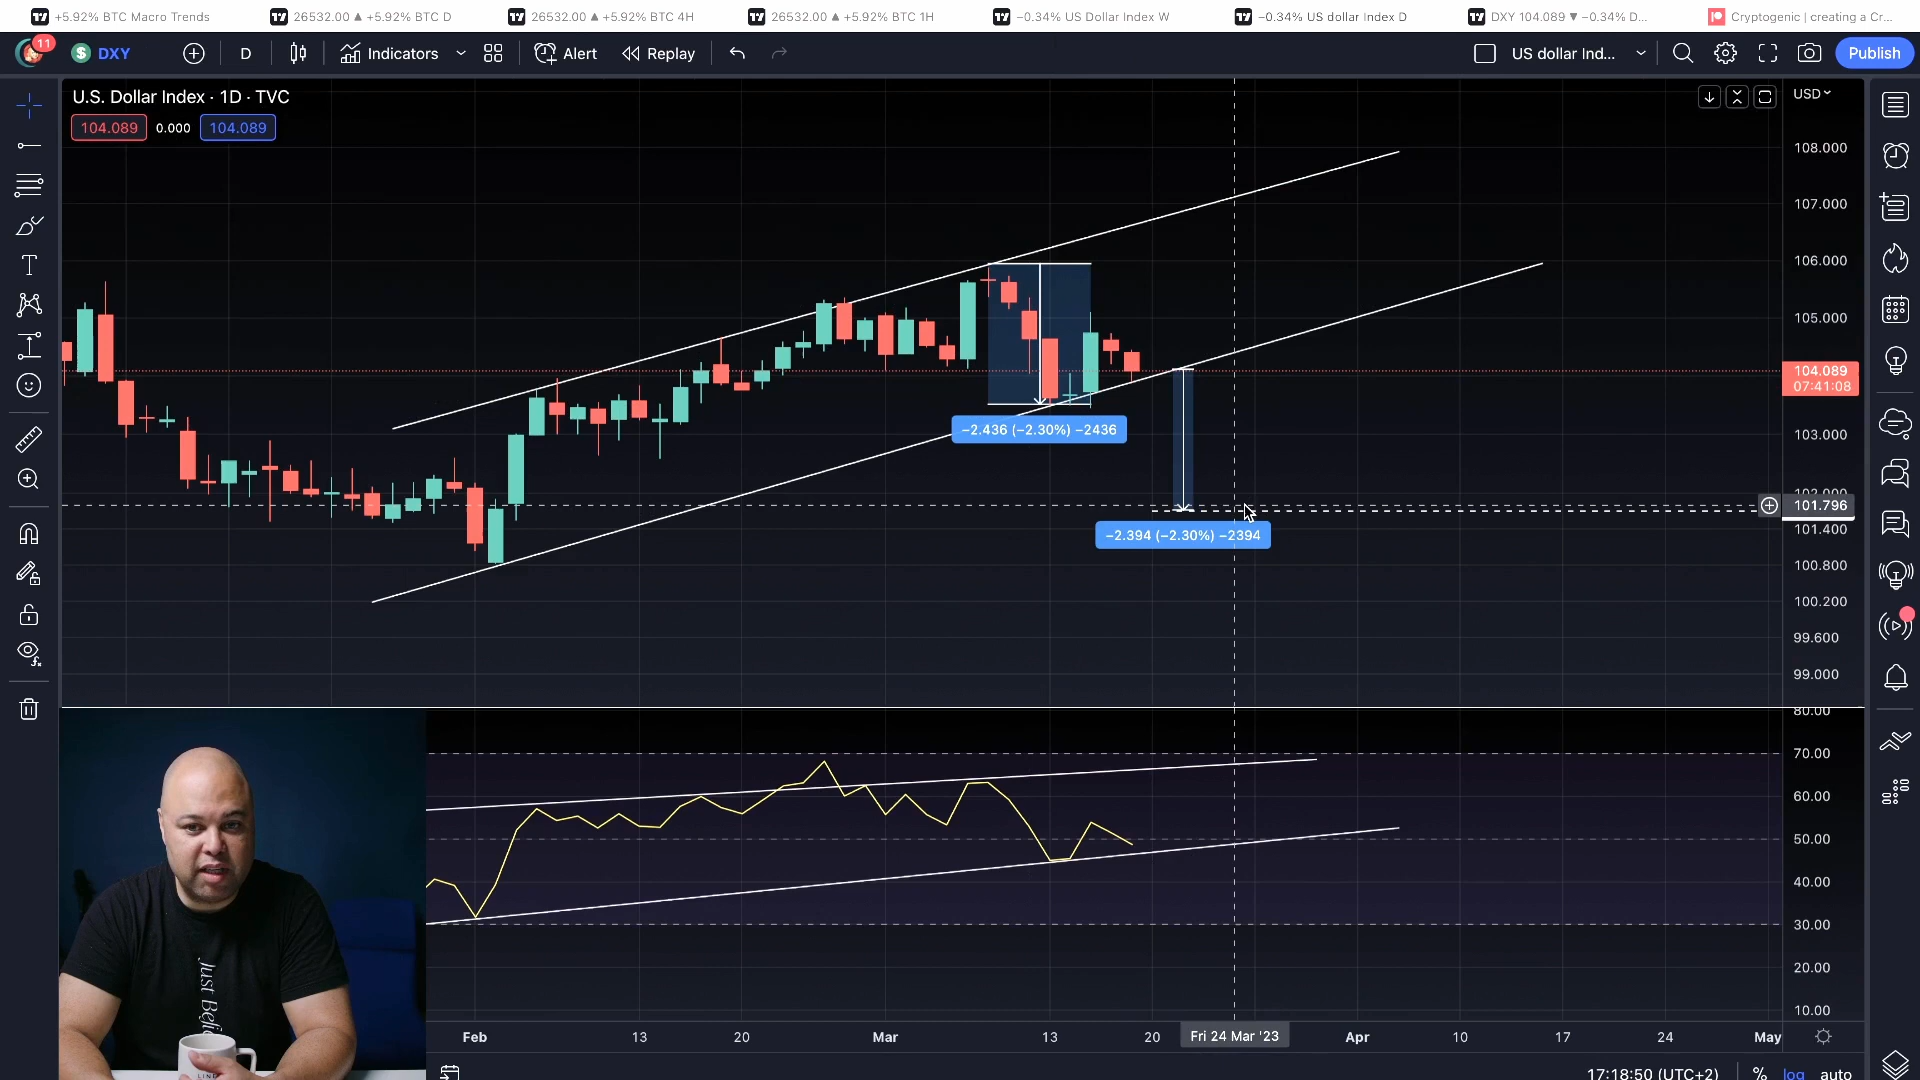 +5.92% BTC Macro Trends
26532.00 ▲ +5.92% BTC D
26532.00 ▲ +5.92% BTC 4H
26532.00 ▲ +5.92% BTC 1H
−0.34% US Dollar Index W
−0.34% US dollar Index D
DXY 104.089 ▼ −0.34% D...
Cryptogenic | creating a Cr...
11
$ DXY
D
Indicators
Alert
Replay
US dollar Ind...
Publish
U.S. Dollar Index · 1D · TVC
USD
104.089
0.000
104.089
108.000
107.000
106.000
105.000
104.089
07:41:08
103.000
102.000
101.796
101.400
100.800
100.200
99.600
99.000
−2.436 (−2.30%) −2436
−2.394 (−2.30%) −2394
80.00
70.00
60.00
50.00
40.00
30.00
20.00
10.00
Feb
13
20
Mar
13
20
Fri 24 Mar '23
Apr
10
17
24
May
17:18:50 (UTC+2)
%
log
auto